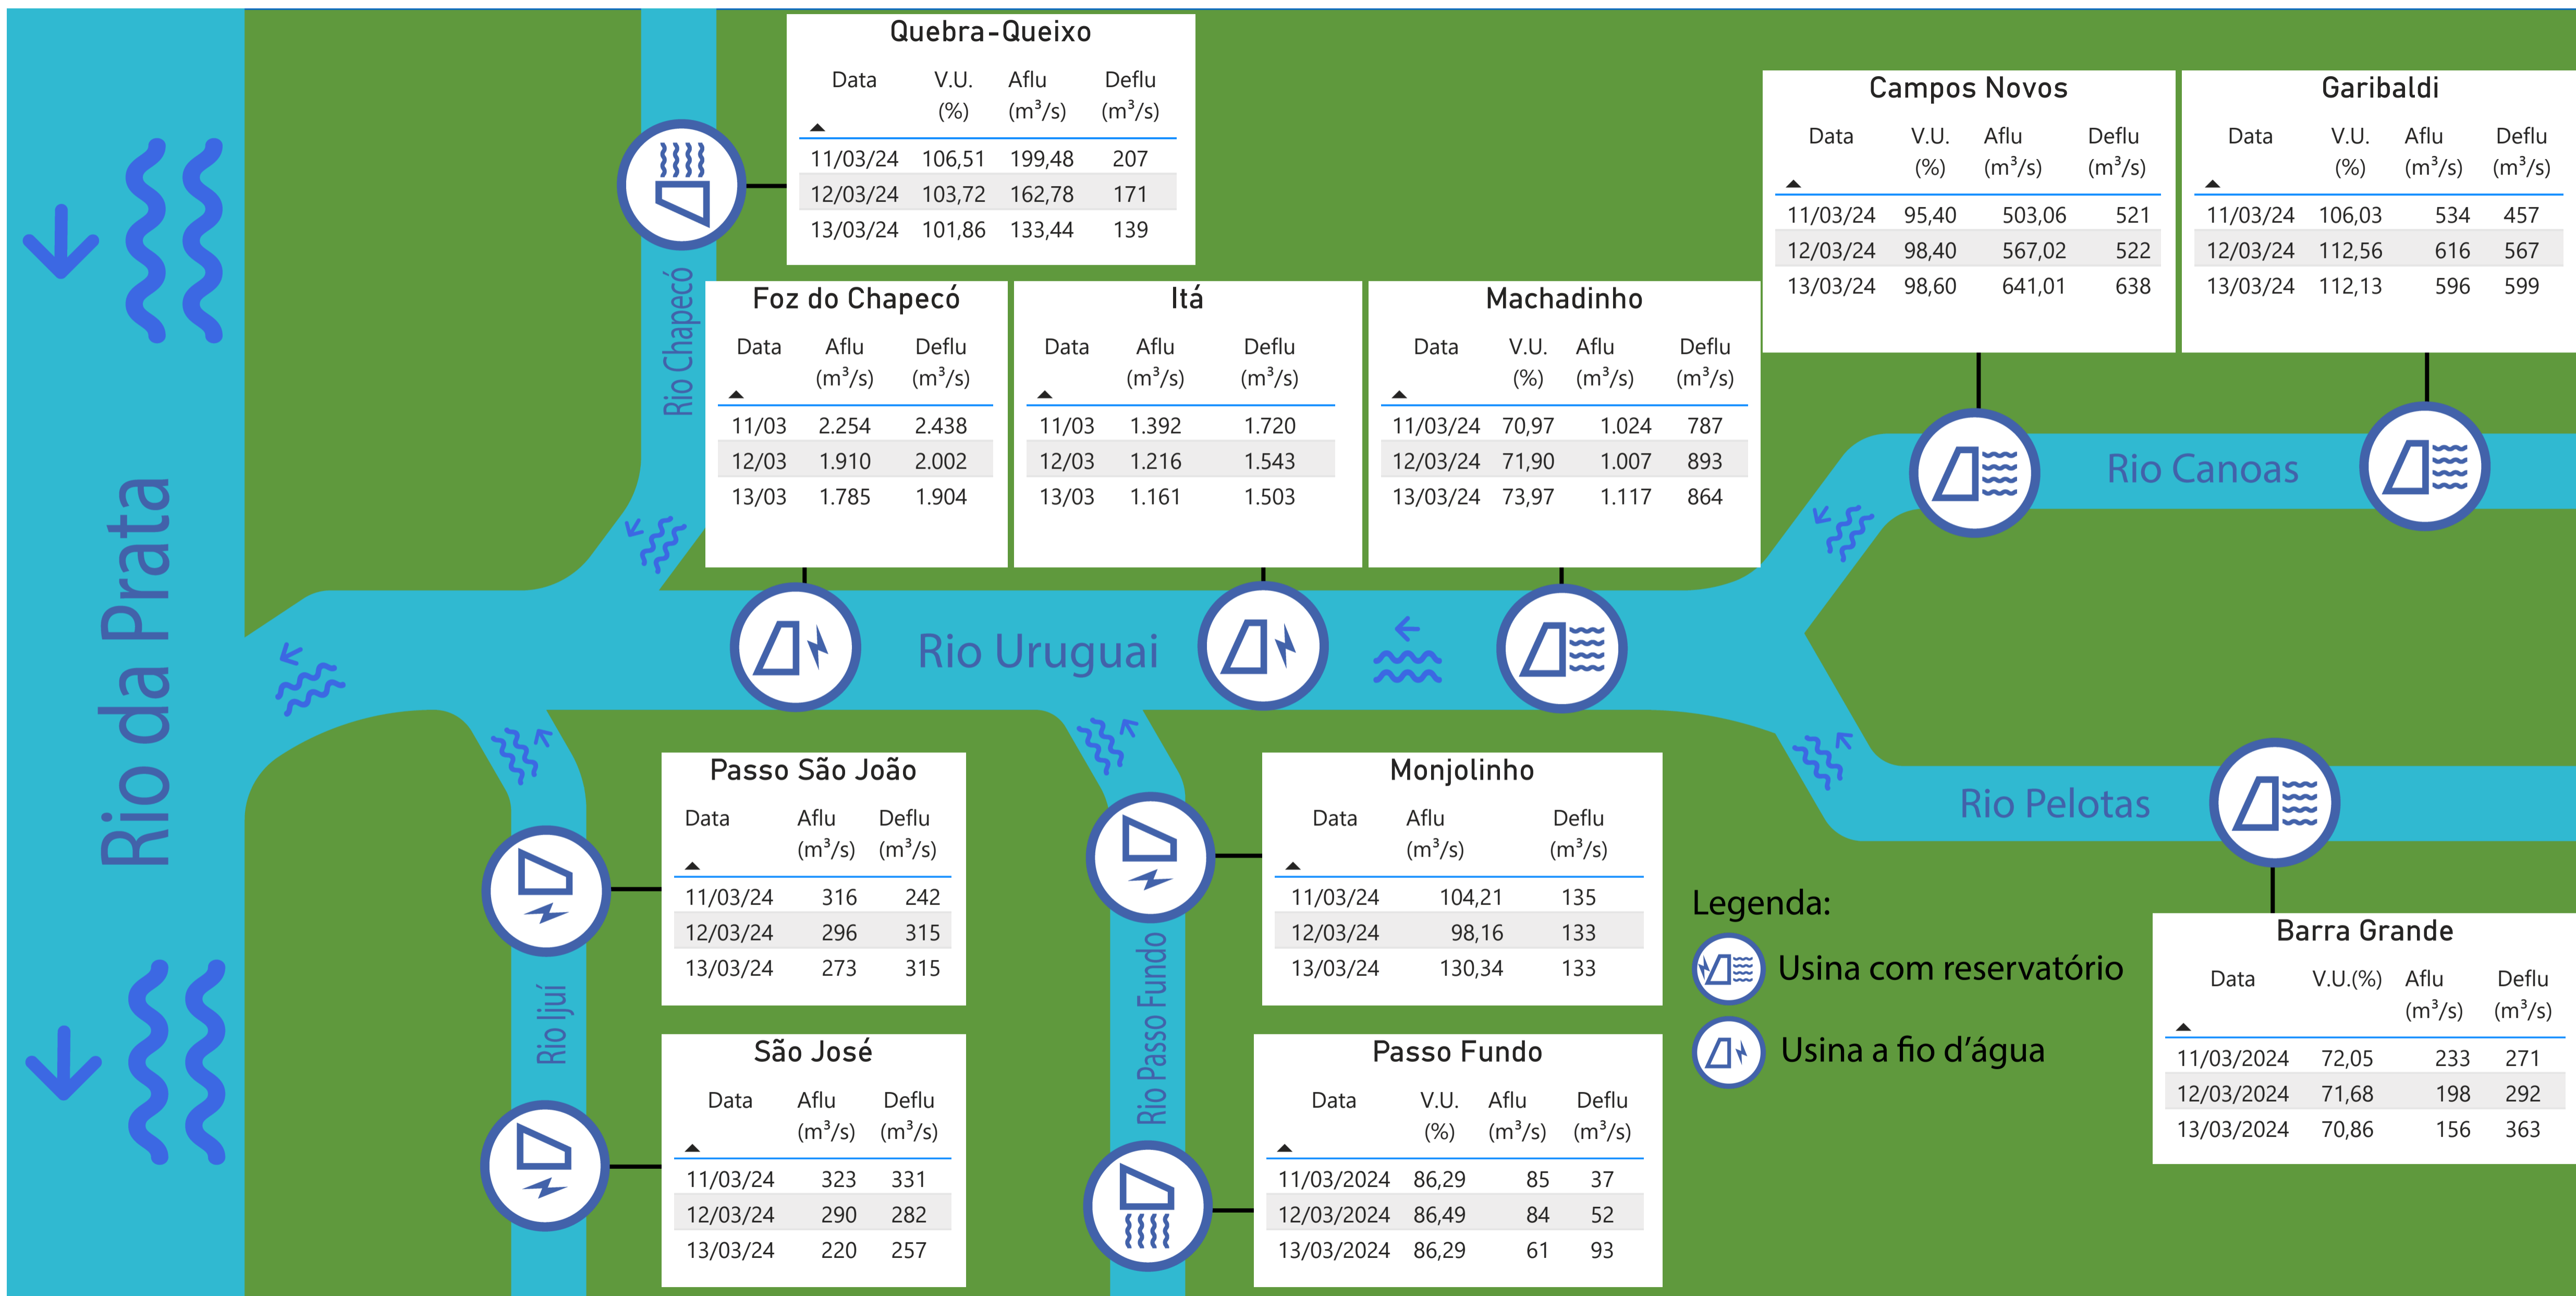 Rio da Prata
Quebra-Queixo
Data V.U. Aflu Deflu
(%) (m³/s) (m³/s)
11/03/24 106,51 199,48 207
12/03/24 103,72 162,78 171
13/03/24 101,86 133,44 139
Rio Chapecó
Campos Novos
Data V.U. Aflu Deflu
(%) (m³/s) (m³/s)
11/03/24 95,40 503,06 521
12/03/24 98,40 567,02 522
13/03/24 98,60 641,01 638
Garibaldi
Data V.U. Aflu Deflu
(%) (m³/s) (m³/s)
11/03/24 106,03 534 457
12/03/24 112,56 616 567
13/03/24 112,13 596 599
Foz do Chapecó
Data Aflu Deflu
(m³/s) (m³/s)
11/03 2.254 2.438
12/03 1.910 2.002
13/03 1.785 1.904
Itá
Data Aflu Deflu
(m³/s) (m³/s)
11/03 1.392 1.720
12/03 1.216 1.543
13/03 1.161 1.503
Machadinho
Data V.U. Aflu Deflu
(%) (m³/s) (m³/s)
11/03/24 70,97 1.024 787
12/03/24 71,90 1.007 893
13/03/24 73,97 1.117 864
Rio Canoas
Rio Uruguai
Rio Pelotas
Passo São João
Data Aflu Deflu
(m³/s) (m³/s)
11/03/24 316 242
12/03/24 296 315
13/03/24 273 315
Rio Ijuí
São José
Data Aflu Deflu
(m³/s) (m³/s)
11/03/24 323 331
12/03/24 290 282
13/03/24 220 257
Monjolinho
Data Aflu Deflu
(m³/s) (m³/s)
11/03/24 104,21 135
12/03/24 98,16 133
13/03/24 130,34 133
Rio Passo Fundo
Passo Fundo
Data V.U. Aflu Deflu
(%) (m³/s) (m³/s)
11/03/2024 86,29 85 37
12/03/2024 86,49 84 52
13/03/2024 86,29 61 93
Legenda:
Usina com reservatório
Usina a fio d'água
Barra Grande
Data V.U.(%) Aflu Deflu
(m³/s) (m³/s)
11/03/2024 72,05 233 271
12/03/2024 71,68 198 292
13/03/2024 70,86 156 363